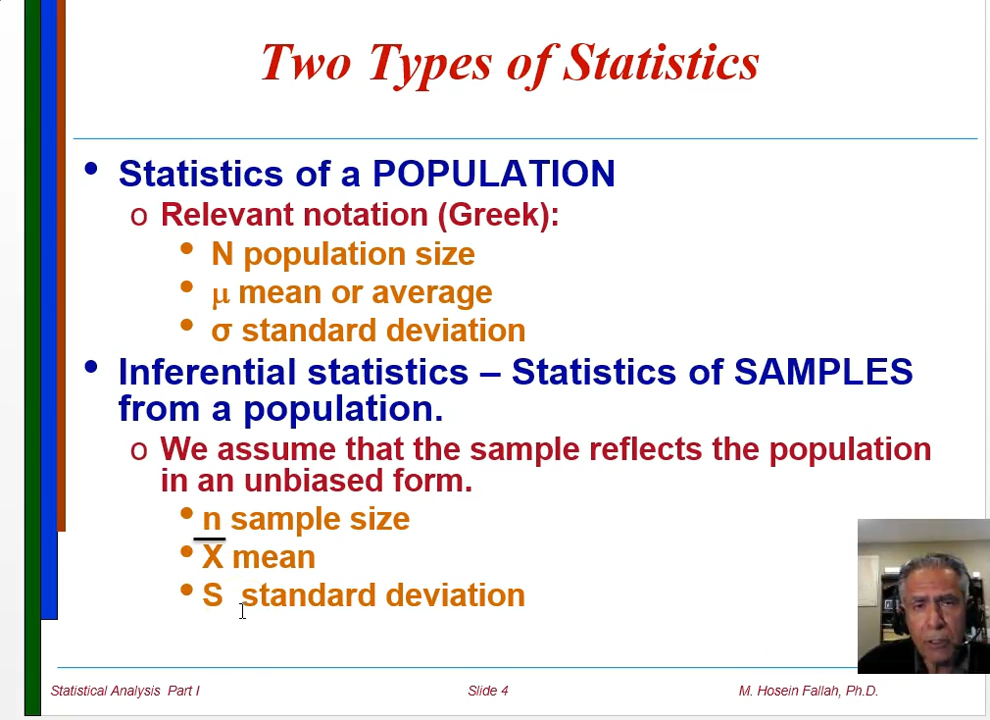 Two Types of Statistics
• Statistics of a POPULATION
o Relevant notation (Greek):
• N population size
• μ mean or average
• σ standard deviation
• Inferential statistics – Statistics of SAMPLES
from a population.
o We assume that the sample reflects the population
in an unbiased form.
• n sample size
• X̅ mean
• S standard deviation
Statistical Analysis Part I Slide 4 M. Hosein Fallah, Ph.D.